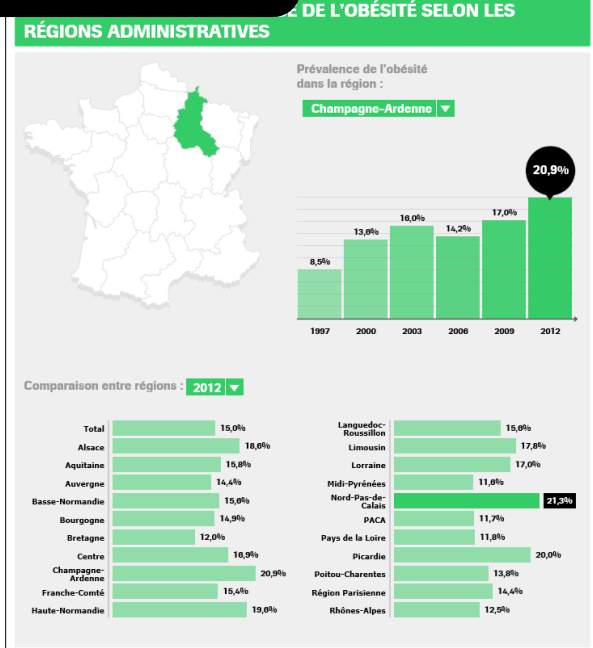 DE L'OBÉSITÉ SELON LES
RÉGIONS ADMINISTRATIVES
Prévalence de l'obésité
dans la région :
Champagne-Ardenne
20,9%
17,0%
16,0%
14,2%
13,6%
8,5%
1997 2000 2003 2006 2009 2012
Comparaison entre régions : 2012
Total 15,0%
Alsace 18,6%
Aquitaine 15,8%
Auvergne 14,4%
Basse-Normandie 15,6%
Bourgogne 14,9%
Bretagne 12,0%
Centre 16,9%
Champagne-
Ardenne 20,9%
Franche-Comté 15,4%
Haute-Normandie 19,6%
Languedoc-
Roussillon 15,6%
Limousin 17,8%
Lorraine 17,0%
Midi-Pyrénées 11,6%
Nord-Pas-de-
Calais 21,3%
PACA 11,7%
Pays de la Loire 11,8%
Picardie 20,0%
Poitou-Charentes 13,8%
Région Parisienne 14,4%
Rhônes-Alpes 12,5%